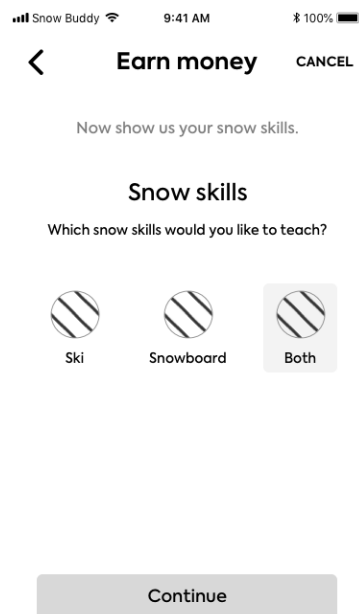 Snow Buddy 9:41 AM 100%
Earn money CANCEL
Now show us your snow skills.
Snow skills
Which snow skills would you like to teach?
Ski Snowboard Both
Continue